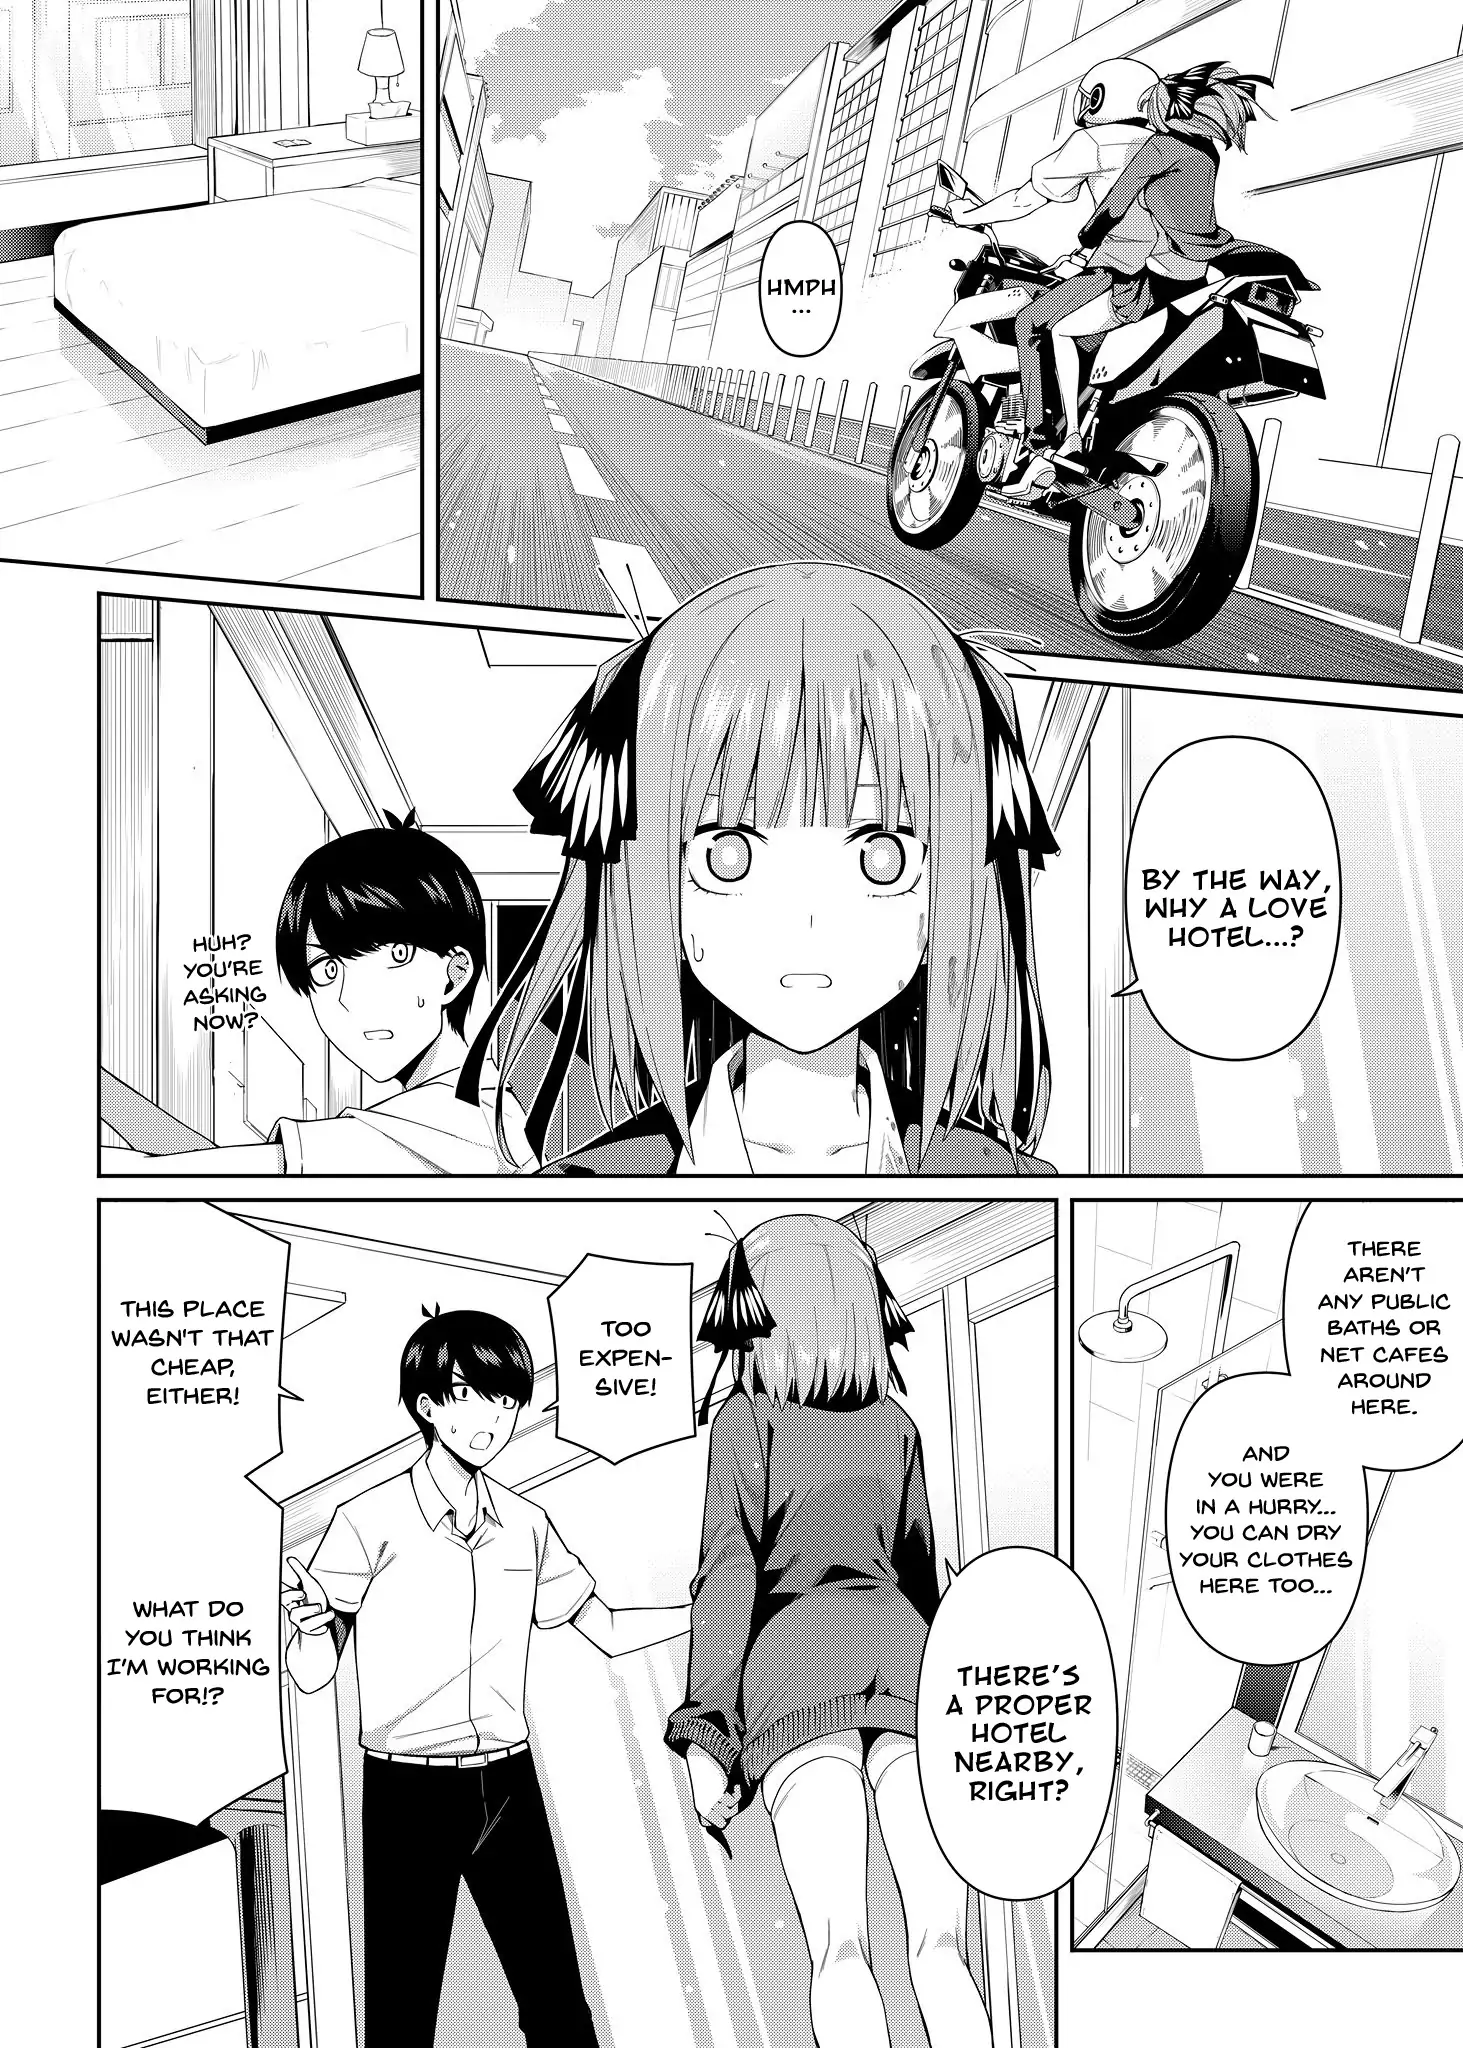 HMPH
...
BY THE WAY,
WHY A LOVE
HOTEL...?
HUH?
YOU'RE
ASKING
NOW?
THERE
AREN'T
ANY PUBLIC
BATHS OR
NET CAFES
AROUND
HERE.
AND
YOU WERE
IN A HURRY...
YOU CAN DRY
YOUR CLOTHES
HERE TOO...
THERE'S
A PROPER
HOTEL
NEARBY,
RIGHT?
TOO
EXPEN-
SIVE!
THIS PLACE
WASN'T THAT
CHEAP,
EITHER!
WHAT DO
YOU THINK
I'M WORKING
FOR!?